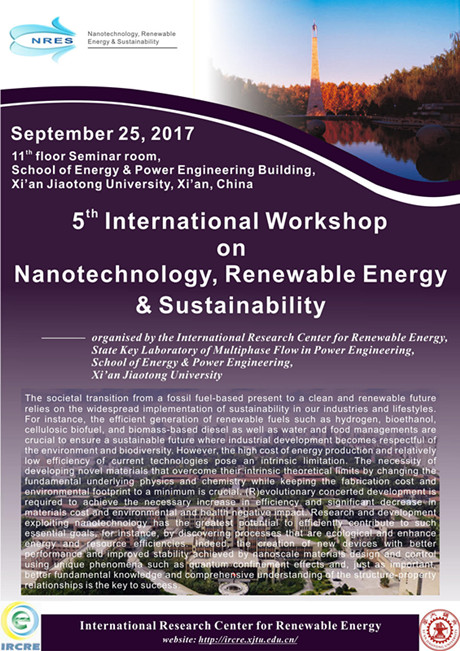 NRES
Nanotechnology, Renewable
Energy & Sustainability
September 25, 2017
11th floor Seminar room,
School of Energy & Power Engineering Building,
Xi'an Jiaotong University, Xi'an, China
5th International Workshop
on
Nanotechnology, Renewable Energy
& Sustainability
organised by the International Research Center for Renewable Energy,
State Key Laboratory of Multiphase Flow in Power Engineering,
School of Energy & Power Engineering,
Xi'an Jiaotong University
The societal transition from a fossil fuel-based present to a clean and renewable future
relies on the widespread implementation of sustainability in our industries and lifestyles.
For instance, the efficient generation of renewable fuels such as hydrogen, bioethanol,
cellulosic biofuel, and biomass-based diesel as well as water and food managements are
crucial to ensure a sustainable future where industrial development becomes respectful of
the environment and biodiversity. However, the high cost of energy production and relatively
low efficiency of current technologies pose an intrinsic limitation. The necessity of
developing novel materials that overcome their intrinsic theoretical limits by changing the
fundamental underlying physics and chemistry while keeping the fabrication cost and
environmental footprint to a minimum is crucial. (R)evolutionary concerted development is
required to achieve the necessary increase in efficiency and significant decrease in
materials cost and environmental and health negative impact. Research and development
exploiting nanotechnology has the greatest potential to efficiently contribute to such
essential goals, for instance, by discovering processes that are ecological and enhance
energy and resource efficiencies. Indeed, the creation of new devices with better
performance and improved stability achieved by nanoscale materials design and control
using unique phenomena such as quantum confinement effects and, just as important,
better fundamental knowledge and comprehensive understanding of the structure-property
relationships is the key to success.
IRCRE
International Research Center for Renewable Energy
website: http://ircre.xjtu.edu.cn/